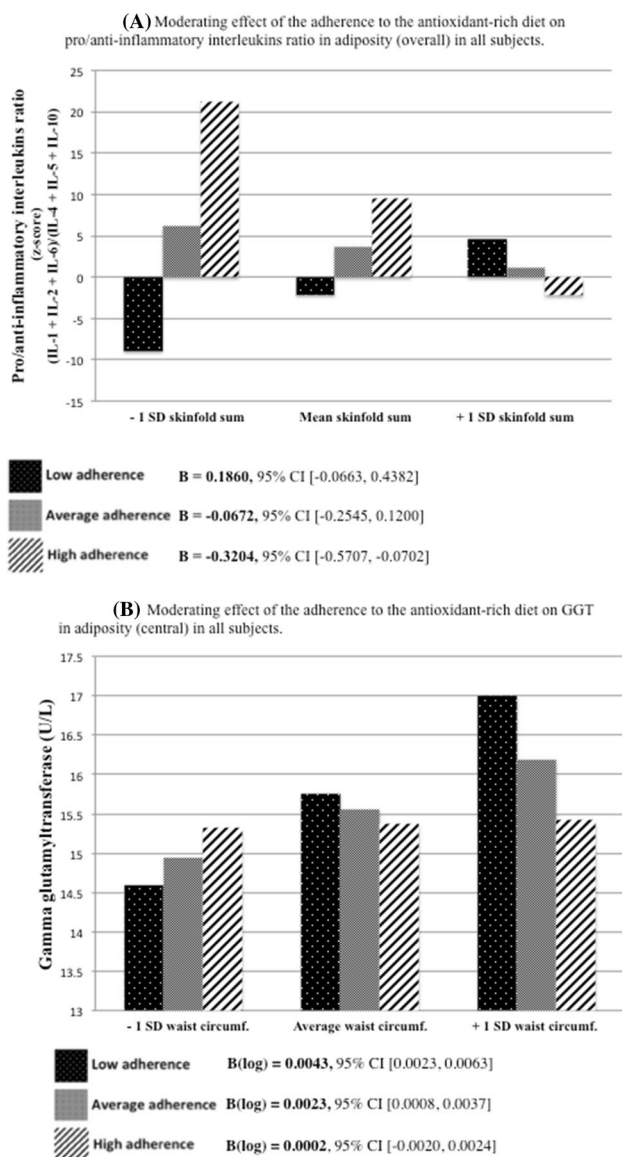 (A) Moderating effect of the adherence to the antioxidant-rich diet on
pro/anti-inflammatory interleukins ratio in adiposity (overall) in all subjects.
Pro/anti-inflammatory interleukins ratio
(z-score)
(IL-1 + IL-2 + IL-6)/(IL-4 + IL-5 + IL-10)
25
20
15
10
5
0
-5
-10
-15
- 1 SD skinfold sum
Mean skinfold sum
+ 1 SD skinfold sum
Low adherence B = 0.1860, 95% CI [-0.0663, 0.4382]
Average adherence B = -0.0672, 95% CI [-0.2545, 0.1200]
High adherence B = -0.3204, 95% CI [-0.5707, -0.0702]
(B) Moderating effect of the adherence to the antioxidant-rich diet on GGT
in adiposity (central) in all subjects.
Gamma glutamyltransferase (U/L)
17.5
17
16.5
16
15.5
15
14.5
14
13.5
13
- 1 SD waist circumf.
Average waist circumf.
+ 1 SD waist circumf.
Low adherence B(log) = 0.0043, 95% CI [0.0023, 0.0063]
Average adherence B(log) = 0.0023, 95% CI [0.0008, 0.0037]
High adherence B(log) = 0.0002, 95% CI [-0.0020, 0.0024]